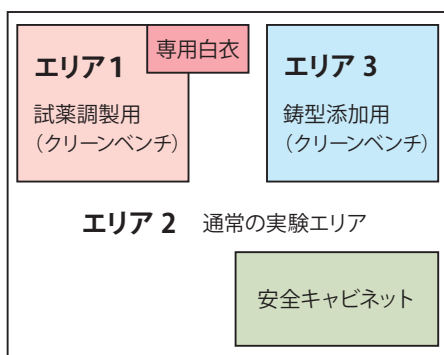 専用白衣
エリア 1
試薬調製用
（クリーンベンチ）
エリア 3
鋳型添加用
（クリーンベンチ）
エリア 2 通常の実験エリア
安全キャビネット